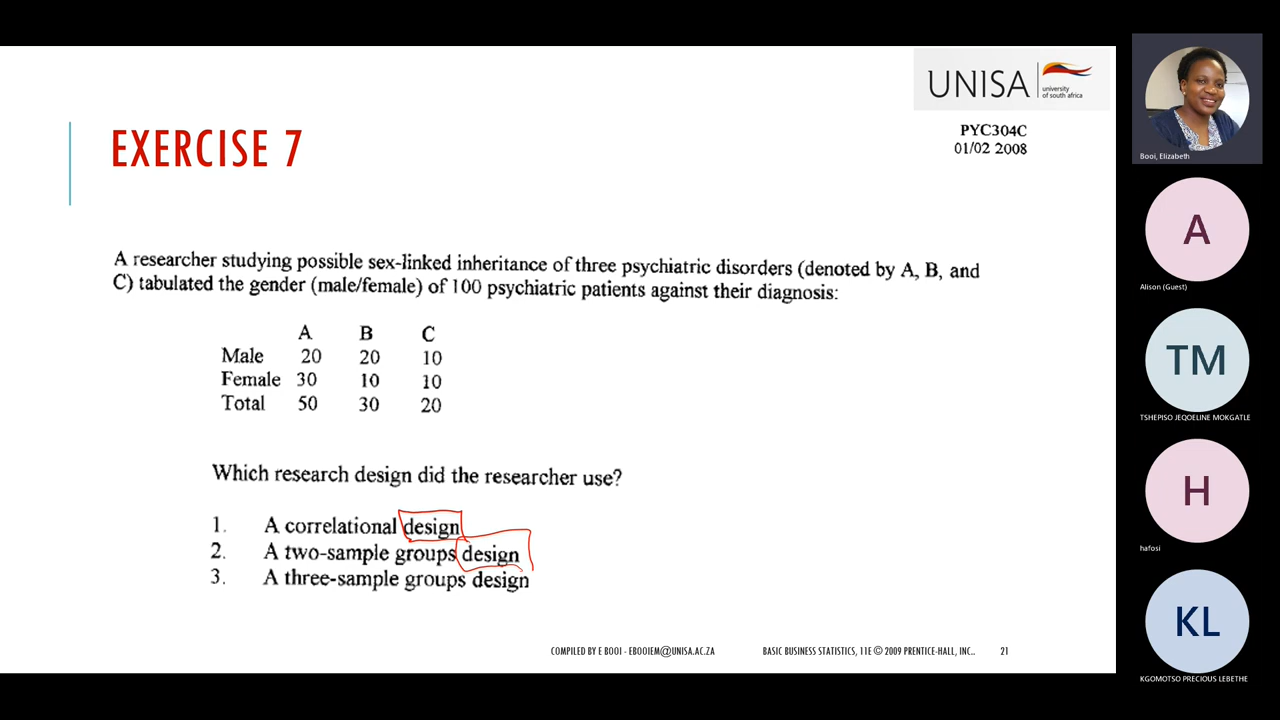 UNISA
university
of south africa
PYC304C
01/02 2008
EXERCISE 7
A researcher studying possible sex-linked inheritance of three psychiatric disorders (denoted by A, B, and
C) tabulated the gender (male/female) of 100 psychiatric patients against their diagnosis:
A B C
Male 20 20 10
Female 30 10 10
Total 50 30 20
Which research design did the researcher use?
1. A correlational design
2. A two-sample groups design
3. A three-sample groups design
COMPILED BY E BOOI - EBOOIEM@UNISA.AC.ZA BASIC BUSINESS STATISTICS, 11E © 2009 PRENTICE-HALL, INC.. 21
Booi, Elizabeth
A
Alison (Guest)
TM
TSHEPISO JEQOELINE MOKGATLE
H
hafosi
KL
KGOMOTSO PRECIOUS LEBETHE